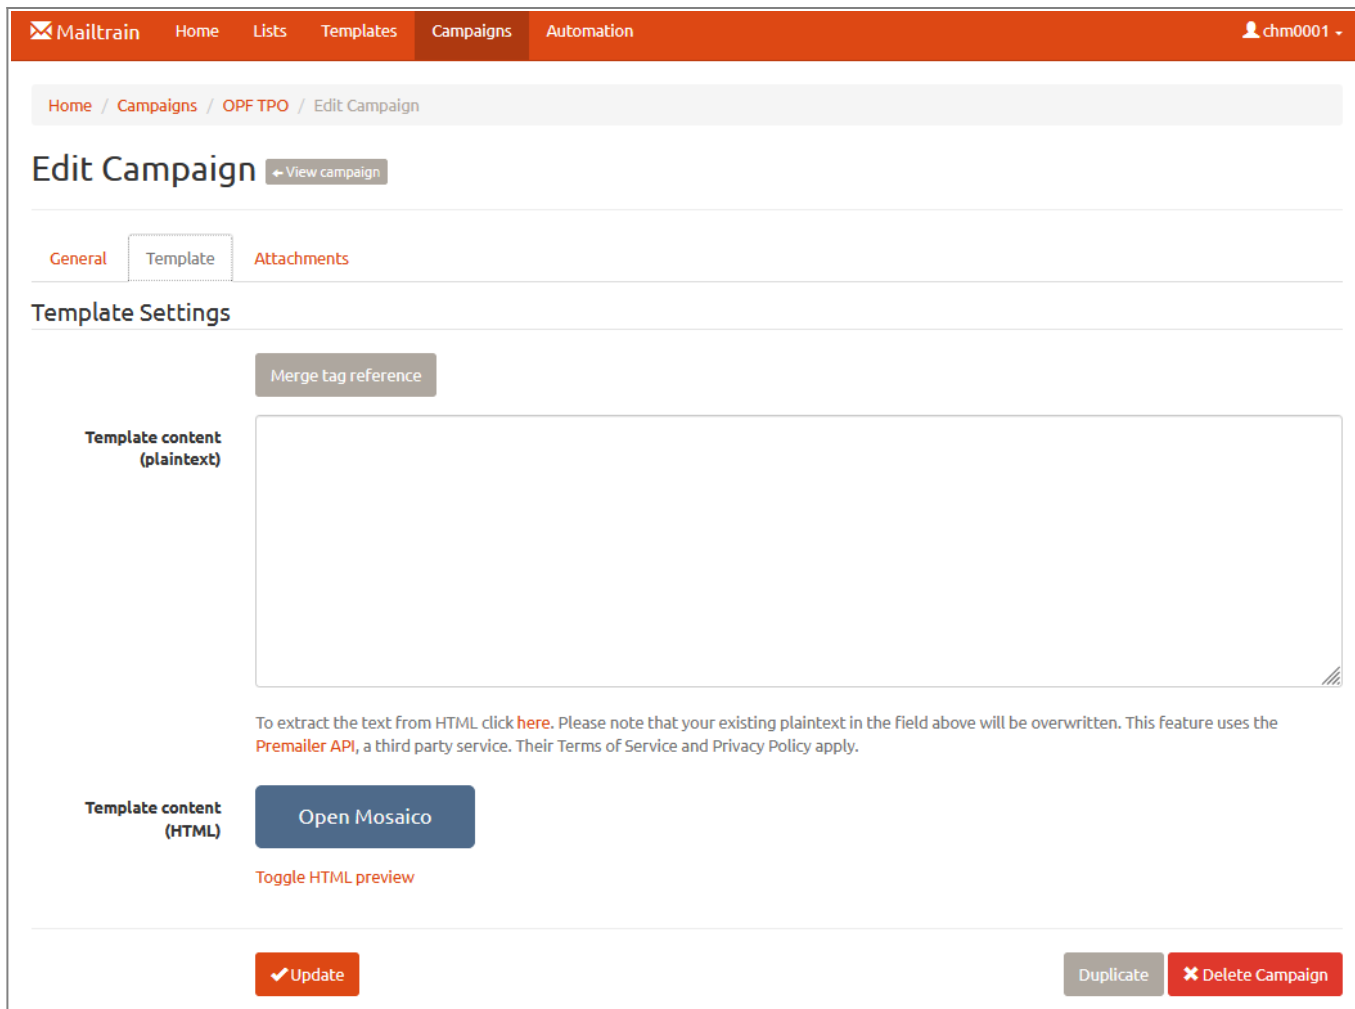 Mailtrain Home Lists Templates Campaigns Automation chm0001
Home / Campaigns / OPF TPO / Edit Campaign
Edit Campaign View campaign
General Template Attachments
Template Settings
Merge tag reference
Template content
(plaintext)
To extract the text from HTML click here. Please note that your existing plaintext in the field above will be overwritten. This feature uses the
Premailer API, a third party service. Their Terms of Service and Privacy Policy apply.
Template content
(HTML)
Open Mosaico
Toggle HTML preview
Update Duplicate Delete Campaign